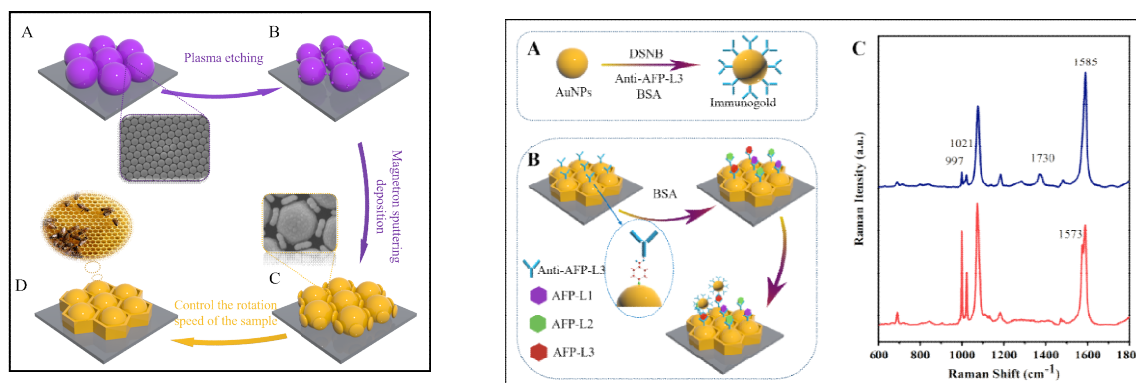 A
Plasma etching
B
Magnetron sputtering
deposition
D
Control the rotation
speed of the sample
C
A
DSNB
Anti-AFP-L3
BSA
AuNPs
Immunogold
B
BSA
Anti-AFP-L3
AFP-L1
AFP-L2
AFP-L3
C
1585
1021
997
1730
1573
Raman Itensity (a.u.)
600 800 1000 1200 1400 1600 180
Raman Shift (cm⁻¹)